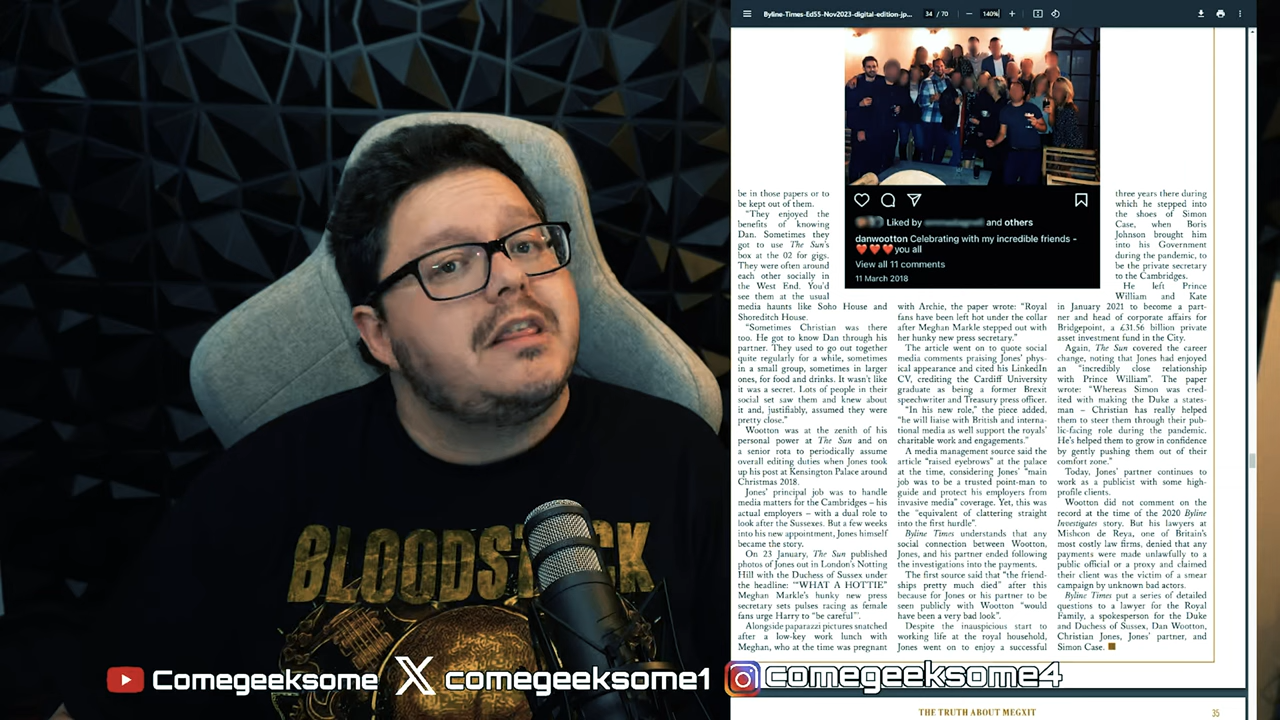 Byline-Times-Ed55-Nov2023-digital-edition-jp...
34 / 70
140%
Liked by
and others
danwootton Celebrating with my incredible friends -
you all
View all 11 comments
11 March 2018
be in those papers or to
be kept out of them.
"They enjoyed the
benefits of knowing
Dan. Sometimes they
got to use The Sun's
box at the 02 for gigs.
They were often around
each other socially in
the West End. You'd
see them at the usual
media haunts like Soho House and
Shoreditch House.
"Sometimes Christian was there
too. He got to know Dan through his
partner. They used to go out together
quite regularly for a while, sometimes
in a small group, sometimes in larger
ones, for food and drinks. It wasn't like
it was a secret. Lots of people in their
social set saw them and knew about
it and, justifiably, assumed they were
pretty close."
Wootton was at the zenith of his
personal power at The Sun and on
a senior rota to periodically assume
overall editing duties when Jones took
up his post at Kensington Palace around
Christmas 2018.
Jones' principal job was to handle
media matters for the Cambridges – his
actual employers – with a dual role to
look after the Sussexes. But a few weeks
into his new appointment, Jones himself
became the story.
On 23 January, The Sun published
photos of Jones out in London's Notting
Hill with the Duchess of Sussex under
the headline: "'WHAT A HOTTIE'
Meghan Markle's hunky new press
secretary sets pulses racing as female
fans urge Harry to "be careful"'.
Alongside paparazzi pictures snatched
after a low-key work lunch with
Meghan, who at the time was pregnant
with Archie, the paper wrote: "Royal
fans have been left hot under the collar
after Meghan Markle stepped out with
her hunky new press secretary."
The article went on to quote social
media comments praising Jones' phys-
ical appearance and cited his LinkedIn
CV, crediting the Cardiff University
graduate as being a former Brexit
speechwriter and Treasury press officer.
"In his new role," the piece added,
"he will liaise with British and interna-
tional media as well support the royals'
charitable work and engagements."
A media management source said the
article "raised eyebrows" at the palace
at the time, considering Jones' "main
job was to be a trusted point-man to
guide and protect his employers from
invasive media" coverage. Yet, this was
the "equivalent of clattering straight
into the first hurdle".
Byline Times understands that any
social connection between Wootton,
Jones, and his partner ended following
the investigations into the payments.
The first source said that "the friend-
ships pretty much died" after this
because for Jones or his partner to be
seen publicly with Wootton "would
have been a very bad look".
Despite the inauspicious start to
working life at the royal household,
Jones went on to enjoy a successful
three years there during
which he stepped into
the shoes of Simon
Case, when Boris
Johnson brought him
into his Government
during the pandemic, to
be the private secretary
to the Cambridges.
He left Prince
William and Kate
in January 2021 to become a part-
ner and head of corporate affairs for
Bridgepoint, a £31.56 billion private
asset investment fund in the City.
Again, The Sun covered the career
change, noting that Jones had enjoyed
an "incredibly close relationship
with Prince William". The paper
wrote: "Whereas Simon was cred-
ited with making the Duke a states-
man – Christian has really helped
them to steer them through their pub-
lic-facing role during the pandemic.
He's helped them to grow in confidence
by gently pushing them out of their
comfort zone."
Today, Jones' partner continues to
work as a publicist with some high-
profile clients.
Wootton did not comment on the
record at the time of the 2020 Byline
Investigates story. But his lawyers at
Mishcon de Reya, one of Britain's
most costly law firms, denied that any
payments were made unlawfully to a
public official or a proxy and claimed
their client was the victim of a smear
campaign by unknown bad actors.
Byline Times put a series of detailed
questions to a lawyer for the Royal
Family, a spokesperson for the Duke
and Duchess of Sussex, Dan Wootton,
Christian Jones, Jones' partner, and
Simon Case.
BLOODSTOCK
Comegeeksome
comegeeksome1
comegeeksome4
THE TRUTH ABOUT MEGXIT
35